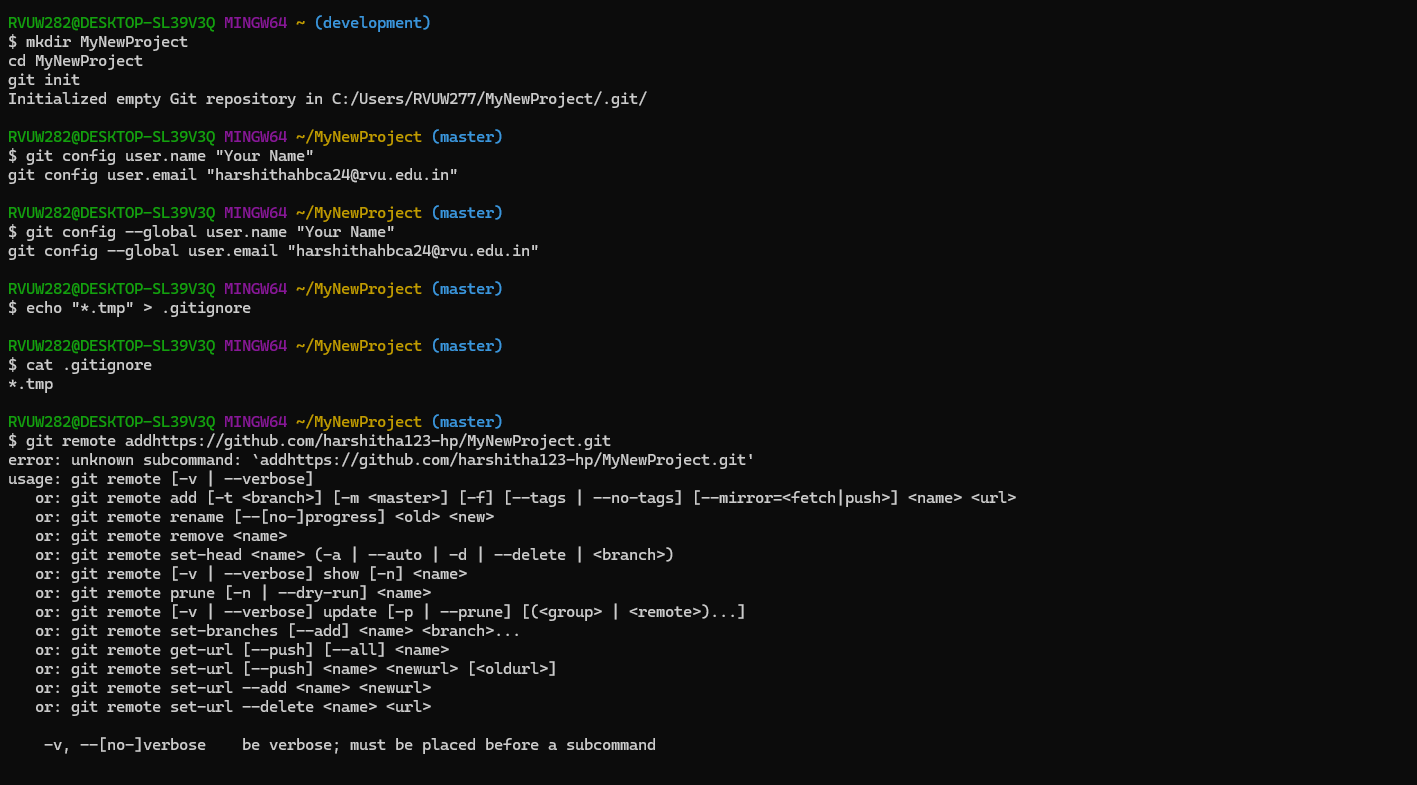 RVUW282@DESKTOP-SL39V3Q MINGW64 ~ (development)
$ mkdir MyNewProject
cd MyNewProject
git init
Initialized empty Git repository in C:/Users/RVUW277/MyNewProject/.git/

RVUW282@DESKTOP-SL39V3Q MINGW64 ~/MyNewProject (master)
$ git config user.name "Your Name"
git config user.email "harshithahbca24@rvu.edu.in"

RVUW282@DESKTOP-SL39V3Q MINGW64 ~/MyNewProject (master)
$ git config --global user.name "Your Name"
git config --global user.email "harshithahbca24@rvu.edu.in"

RVUW282@DESKTOP-SL39V3Q MINGW64 ~/MyNewProject (master)
$ echo "*.tmp" > .gitignore

RVUW282@DESKTOP-SL39V3Q MINGW64 ~/MyNewProject (master)
$ cat .gitignore
*.tmp

RVUW282@DESKTOP-SL39V3Q MINGW64 ~/MyNewProject (master)
$ git remote addhttps://github.com/harshitha123-hp/MyNewProject.git
error: unknown subcommand: `addhttps://github.com/harshitha123-hp/MyNewProject.git'
usage: git remote [-v | --verbose]
   or: git remote add [-t <branch>] [-m <master>] [-f] [--tags | --no-tags] [--mirror=<fetch|push>] <name> <url>
   or: git remote rename [--[no-]progress] <old> <new>
   or: git remote remove <name>
   or: git remote set-head <name> (-a | --auto | -d | --delete | <branch>)
   or: git remote [-v | --verbose] show [-n] <name>
   or: git remote prune [-n | --dry-run] <name>
   or: git remote [-v | --verbose] update [-p | --prune] [(<group> | <remote>)...]
   or: git remote set-branches [--add] <name> <branch>...
   or: git remote get-url [--push] [--all] <name>
   or: git remote set-url [--push] <name> <newurl> [<oldurl>]
   or: git remote set-url --add <name> <newurl>
   or: git remote set-url --delete <name> <url>

    -v, --[no-]verbose    be verbose; must be placed before a subcommand